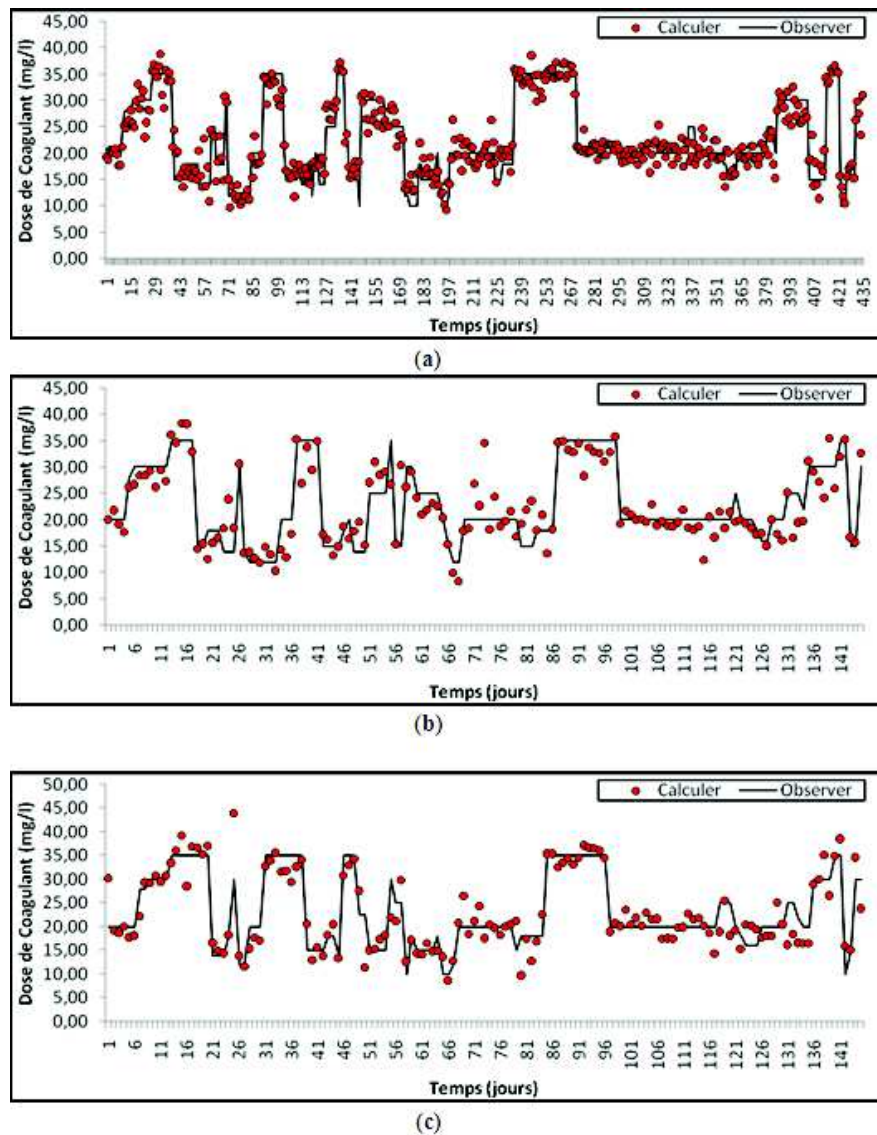 Calculer Observer
Dose de Coagulant (mg/l)
45,00
40,00
35,00
30,00
25,00
20,00
15,00
10,00
5,00
0,00
1 15 29 43 57 71 85 99 113 127 141 155 169 183 197 211 225 239 253 267 281 295 309 323 337 351 365 379 393 407 421 435
Temps (jours)
(a)
Calculer Observer
Dose de Coagulant (mg/l)
45,00
40,00
35,00
30,00
25,00
20,00
15,00
10,00
5,00
0,00
1 6 11 16 21 26 31 36 41 46 51 56 61 66 71 76 81 86 91 96 101 106 111 116 121 126 131 136 141
Temps (jours)
(b)
Calculer Observer
Dose de Coagulant (mg/l)
50,00
45,00
40,00
35,00
30,00
25,00
20,00
15,00
10,00
5,00
0,00
1 6 11 16 21 26 31 36 41 46 51 56 61 66 71 76 81 86 91 96 101 106 111 116 121 126 131 136 141
Temps (jours)
(c)